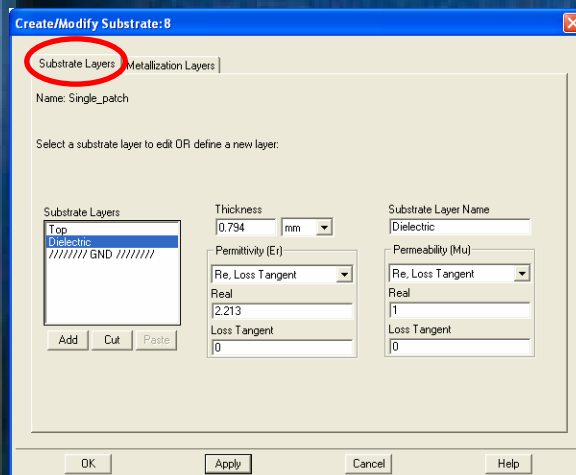 Create/Modify Substrate:8
Substrate Layers
Metallization Layers
Name: Single_patch
Select a substrate layer to edit OR define a new layer:
Substrate Layers
Top
Dielectric
//////// GND ////////
Add
Cut
Paste
Thickness
0.794
mm
Permittivity (Er)
Re, Loss Tangent
Real
2.213
Loss Tangent
0
Substrate Layer Name
Dielectric
Permeability (Mu)
Re, Loss Tangent
Real
1
Loss Tangent
0
OK
Apply
Cancel
Help